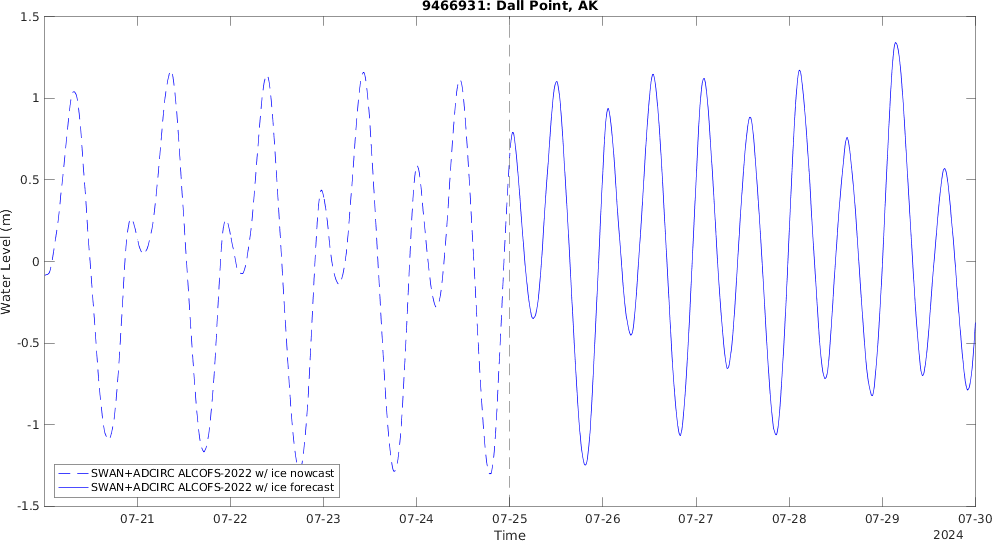 9466931: Dall Point, AK
1.5
1
0.5
0
-0.5
-1
-1.5
Water Level (m)
SWAN+ADCIRC ALCOFS-2022 w/ ice nowcast
SWAN+ADCIRC ALCOFS-2022 w/ ice forecast
07-21 07-22 07-23 07-24 07-25 07-26 07-27 07-28 07-29 07-30
Time
2024